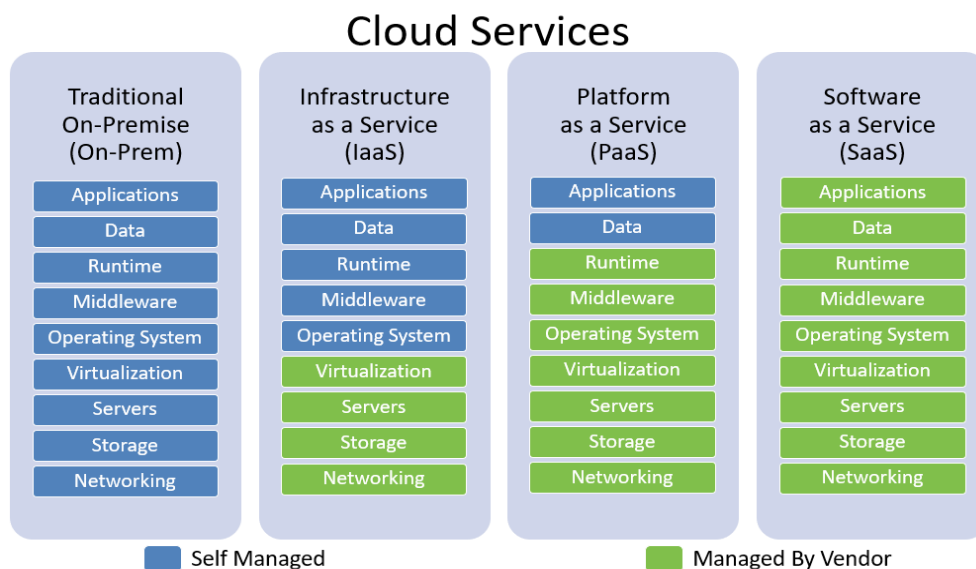 Cloud Services
Traditional
On-Premise
(On-Prem)
Applications
Data
Runtime
Middleware
Operating System
Virtualization
Servers
Storage
Networking
Infrastructure
as a Service
(IaaS)
Applications
Data
Runtime
Middleware
Operating System
Virtualization
Servers
Storage
Networking
Platform
as a Service
(PaaS)
Applications
Data
Runtime
Middleware
Operating System
Virtualization
Servers
Storage
Networking
Software
as a Service
(SaaS)
Applications
Data
Runtime
Middleware
Operating System
Virtualization
Servers
Storage
Networking
Self Managed
Managed By Vendor